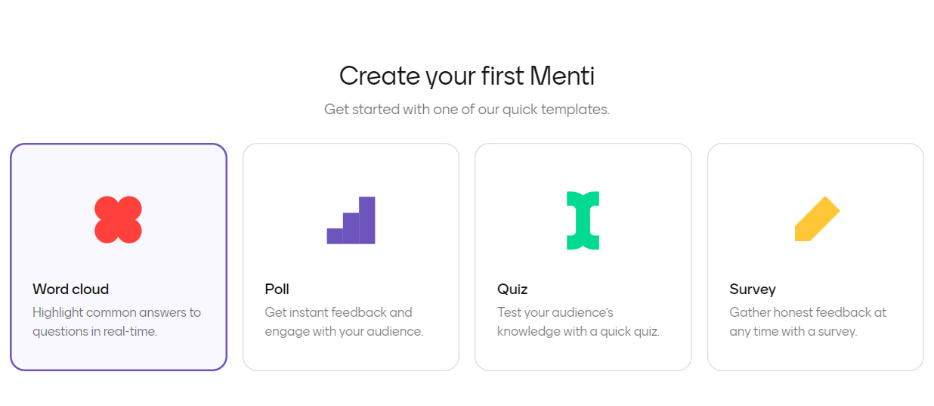 Create your first Menti
Get started with one of our quick templates.
Word cloud
Highlight common answers to
questions in real-time.
Poll
Get instant feedback and
engage with your audience.
Quiz
Test your audience's
knowledge with a quick quiz.
Survey
Gather honest feedback at
any time with a survey.